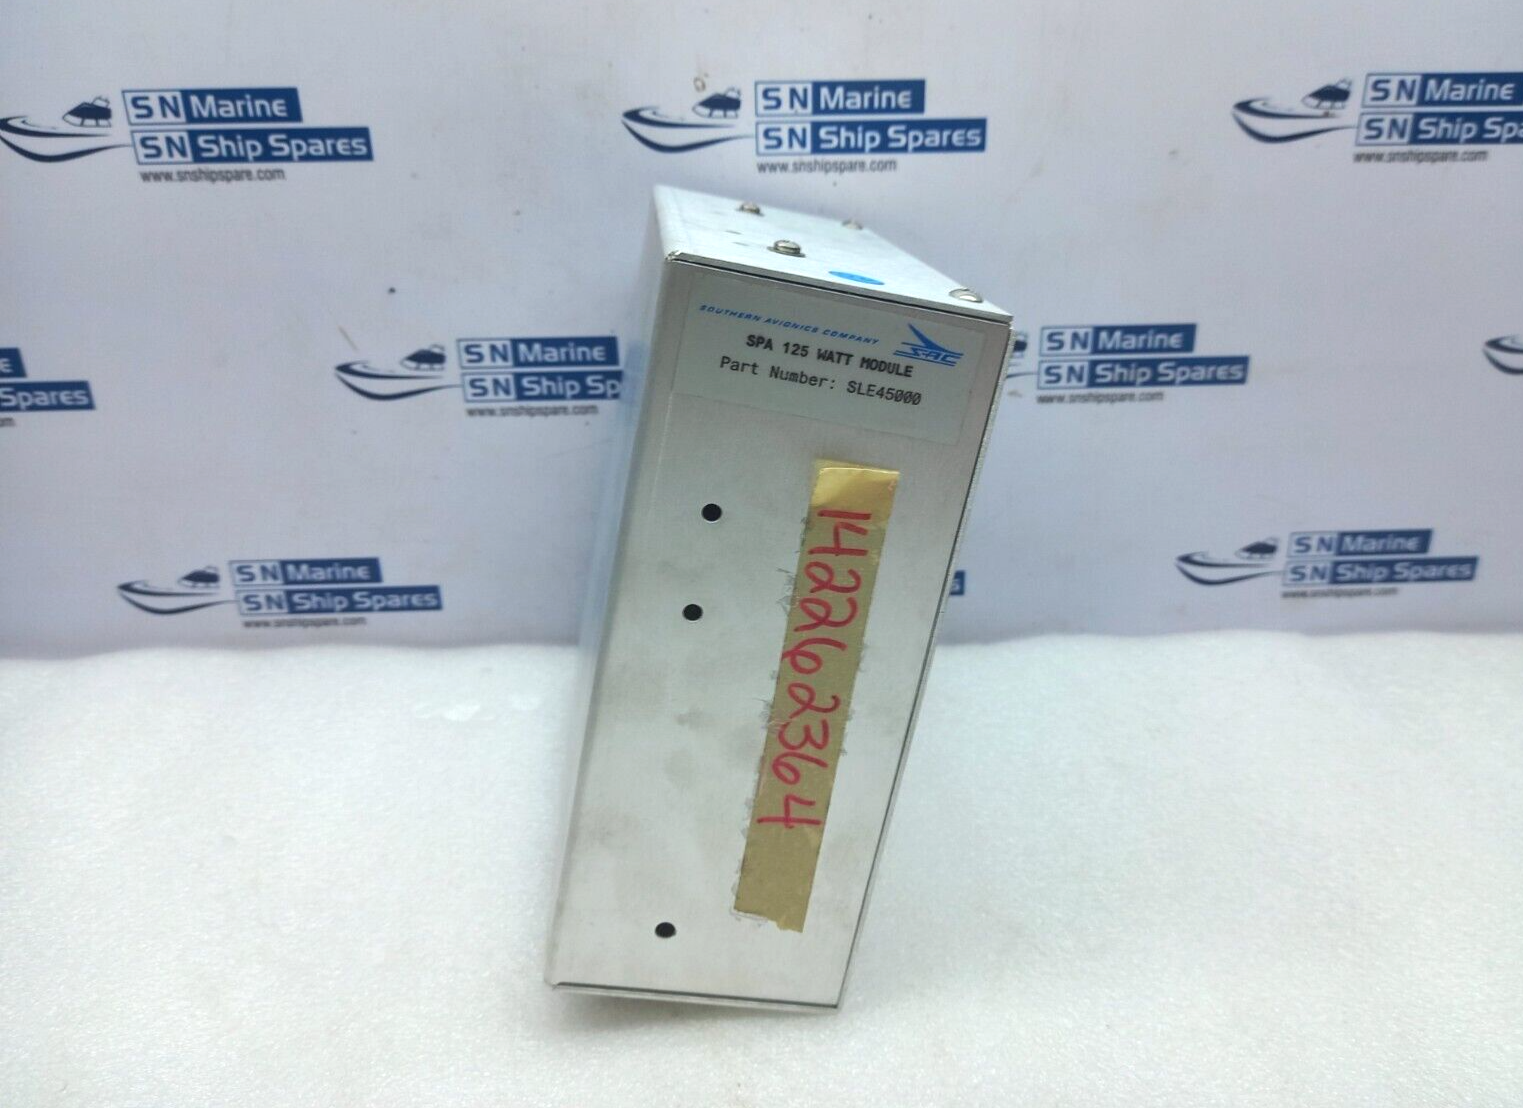 SN Marine
SN Ship Spares
www.snshipspare.com
SN Marine
SN Ship Spares
www.snshipspare.com
SN Marine
SN Ship
www.snshipspare.com
SOUTHERN AVIONICS COMPANY
SAC
SPA 125 WATT MODULE
Part Number: SLE45000
Spares
SN Marine
SN Ship
www.snshipspare.com
SN Marine
SN Ship Spares
www.snshipspare.com
142262364
SN Marine
SN Ship Spares
www.snshipspare.com
SN Marine
SN Ship Spares
www.snshipspare.com